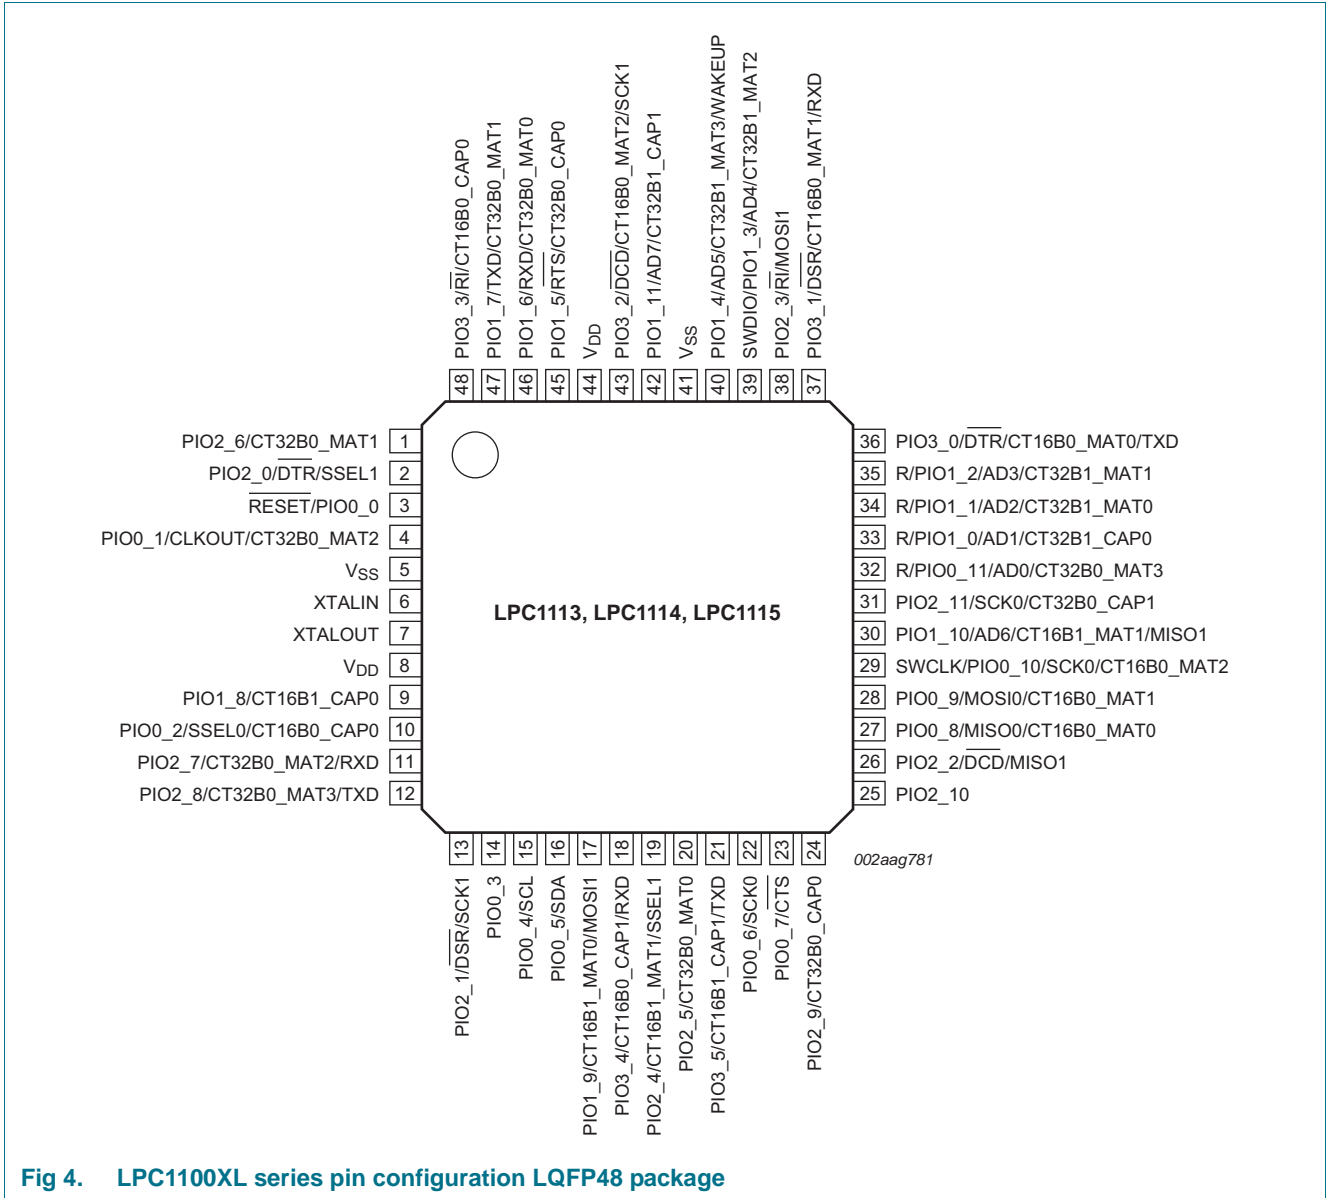 PIO3_3/RI/CT16B0_CAP0
PIO1_7/TXD/CT32B0_MAT1
PIO1_6/RXD/CT32B0_MAT0
PIO1_5/RTS/CT32B0_CAP0
VDD
PIO3_2/DCD/CT16B0_MAT2/SCK1
PIO1_11/AD7/CT32B1_CAP1
VSS
PIO1_4/AD5/CT32B1_MAT3/WAKEUP
SWDIO/PIO1_3/AD4/CT32B1_MAT2
PIO2_3/RI/MOSI1
PIO3_1/DSR/CT16B0_MAT1/RXD
48 47 46 45 44 43 42 41 40 39 38 37
PIO2_6/CT32B0_MAT1 1
PIO2_0/DTR/SSEL1 2
RESET/PIO0_0 3
PIO0_1/CLKOUT/CT32B0_MAT2 4
VSS 5
XTALIN 6
XTALOUT 7
VDD 8
PIO1_8/CT16B1_CAP0 9
PIO0_2/SSEL0/CT16B0_CAP0 10
PIO2_7/CT32B0_MAT2/RXD 11
PIO2_8/CT32B0_MAT3/TXD 12
LPC1113, LPC1114, LPC1115
36 PIO3_0/DTR/CT16B0_MAT0/TXD
35 R/PIO1_2/AD3/CT32B1_MAT1
34 R/PIO1_1/AD2/CT32B1_MAT0
33 R/PIO1_0/AD1/CT32B1_CAP0
32 R/PIO0_11/AD0/CT32B0_MAT3
31 PIO2_11/SCK0/CT32B0_CAP1
30 PIO1_10/AD6/CT16B1_MAT1/MISO1
29 SWCLK/PIO0_10/SCK0/CT16B0_MAT2
28 PIO0_9/MOSI0/CT16B0_MAT1
27 PIO0_8/MISO0/CT16B0_MAT0
26 PIO2_2/DCD/MISO1
25 PIO2_10
13 14 15 16 17 18 19 20 21 22 23 24
PIO2_1/DSR/SCK1
PIO0_3
PIO0_4/SCL
PIO0_5/SDA
PIO1_9/CT16B1_MAT0/MOSI1
PIO3_4/CT16B0_CAP1/RXD
PIO2_4/CT16B1_MAT1/SSEL1
PIO2_5/CT32B0_MAT0
PIO3_5/CT16B1_CAP1/TXD
PIO0_6/SCK0
PIO0_7/CTS
PIO2_9/CT32B0_CAP0
002aag781
Fig 4. LPC1100XL series pin configuration LQFP48 package